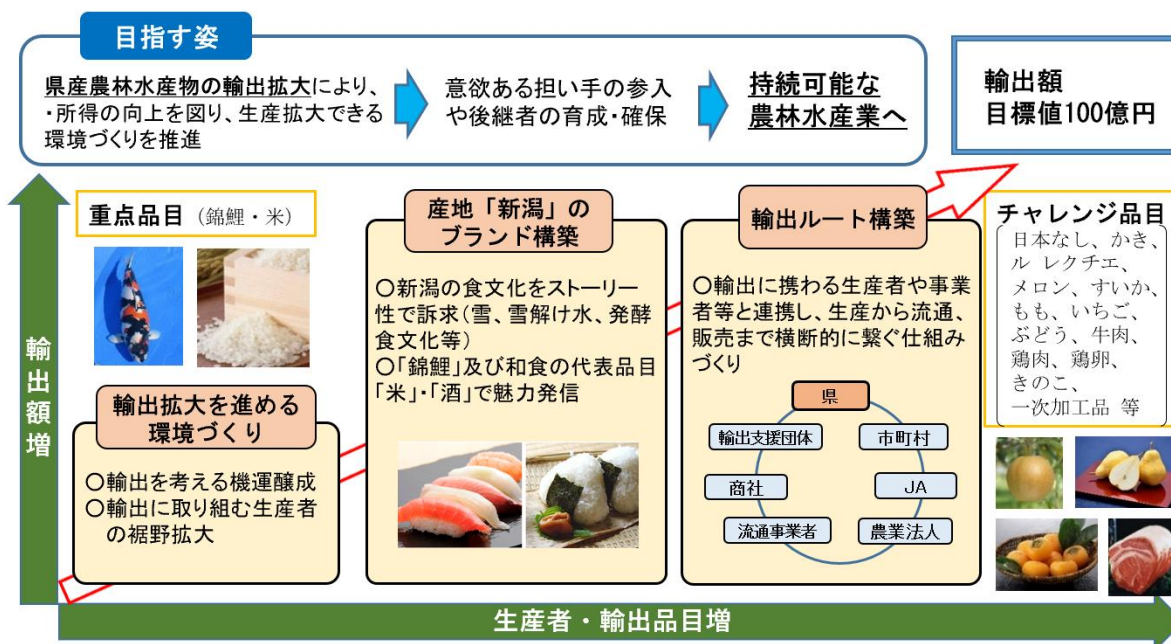 目指す姿
県産農林水産物の輸出拡大により、
・所得の向上を図り、生産拡大できる
環境づくりを推進
意欲ある担い手の参入
や後継者の育成・確保
持続可能な
農林水産業へ
輸出額
目標値100億円
輸出額増
重点品目（錦鯉・米）
輸出拡大を進める
環境づくり
○輸出を考える機運醸成
○輸出に取り組む生産者
の裾野拡大
産地「新潟」の
ブランド構築
○新潟の食文化をストーリー
性で訴求(雪、雪解け水、発酵
食文化等)
○「錦鯉」及び和食の代表品目
「米」・「酒」で魅力発信
輸出ルート構築
○輸出に携わる生産者や事業
者等と連携し、生産から流通、
販売まで横断的に繋ぐ仕組み
づくり
県
輸出支援団体
市町村
商社
JA
流通事業者
農業法人
チャレンジ品目
日本なし、かき、
ル レクチエ、
メロン、すいか、
もも、いちご、
ぶどう、牛肉、
鶏肉、鶏卵、
きのこ、
一次加工品 等
生産者・輸出品目増